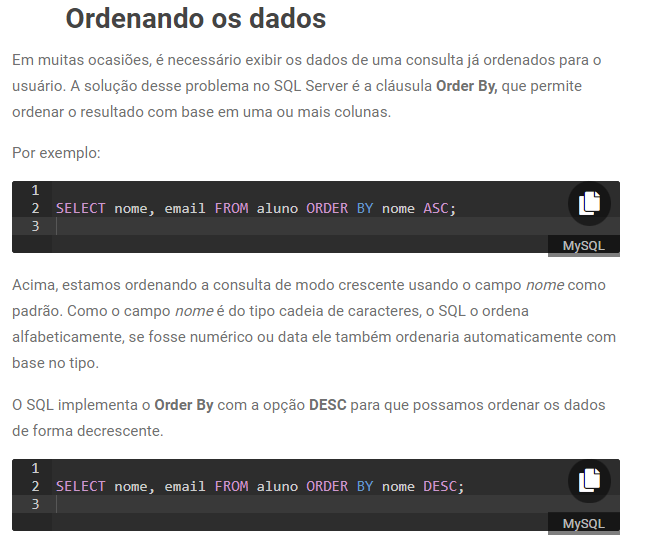 Ordenando os dados
Em muitas ocasiões, é necessário exibir os dados de uma consulta já ordenados para o
usuário. A solução desse problema no SQL Server é a cláusula Order By, que permite
ordenar o resultado com base em uma ou mais colunas.
Por exemplo:
1
2 SELECT nome, email FROM aluno ORDER BY nome ASC;
3
MySQL
Acima, estamos ordenando a consulta de modo crescente usando o campo nome como
padrão. Como o campo nome é do tipo cadeia de caracteres, o SQL o ordena
alfabeticamente, se fosse numérico ou data ele também ordenaria automaticamente com
base no tipo.
O SQL implementa o Order By com a opção DESC para que possamos ordenar os dados
de forma decrescente.
1
2 SELECT nome, email FROM aluno ORDER BY nome DESC;
3
MySQL